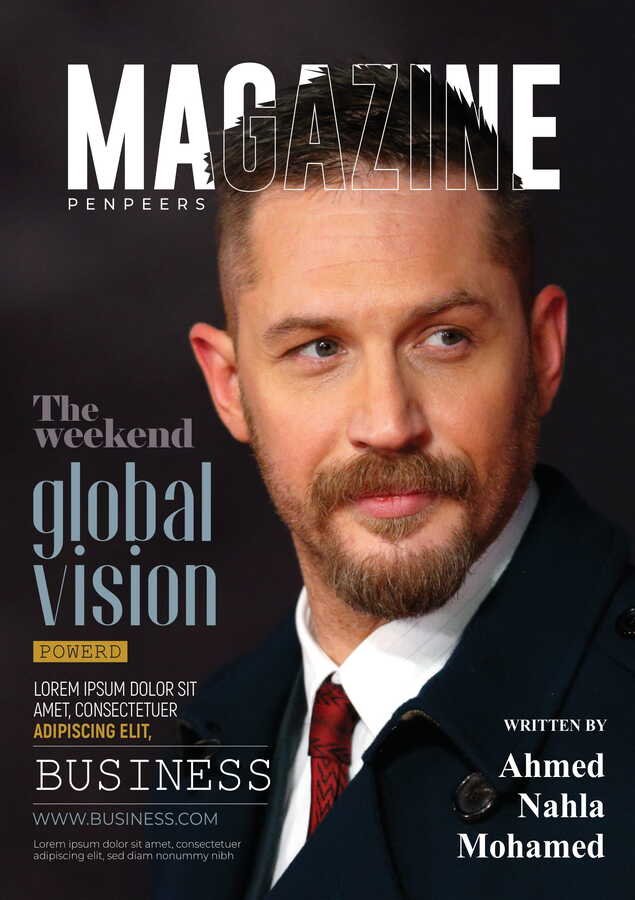 MAGAZINE
PENPEERS
The
weekend
global
vision
POWERD
LOREM IPSUM DOLOR SIT
AMET, CONSECTETUER
ADIPISCING ELIT,
BUSINESS
WWW.BUSINESS.COM
Lorem ipsum dolor sit amet, consectetuer
adipiscing elit, sed diam nonummy nibh
WRITTEN BY
Ahmed
Nahla
Mohamed